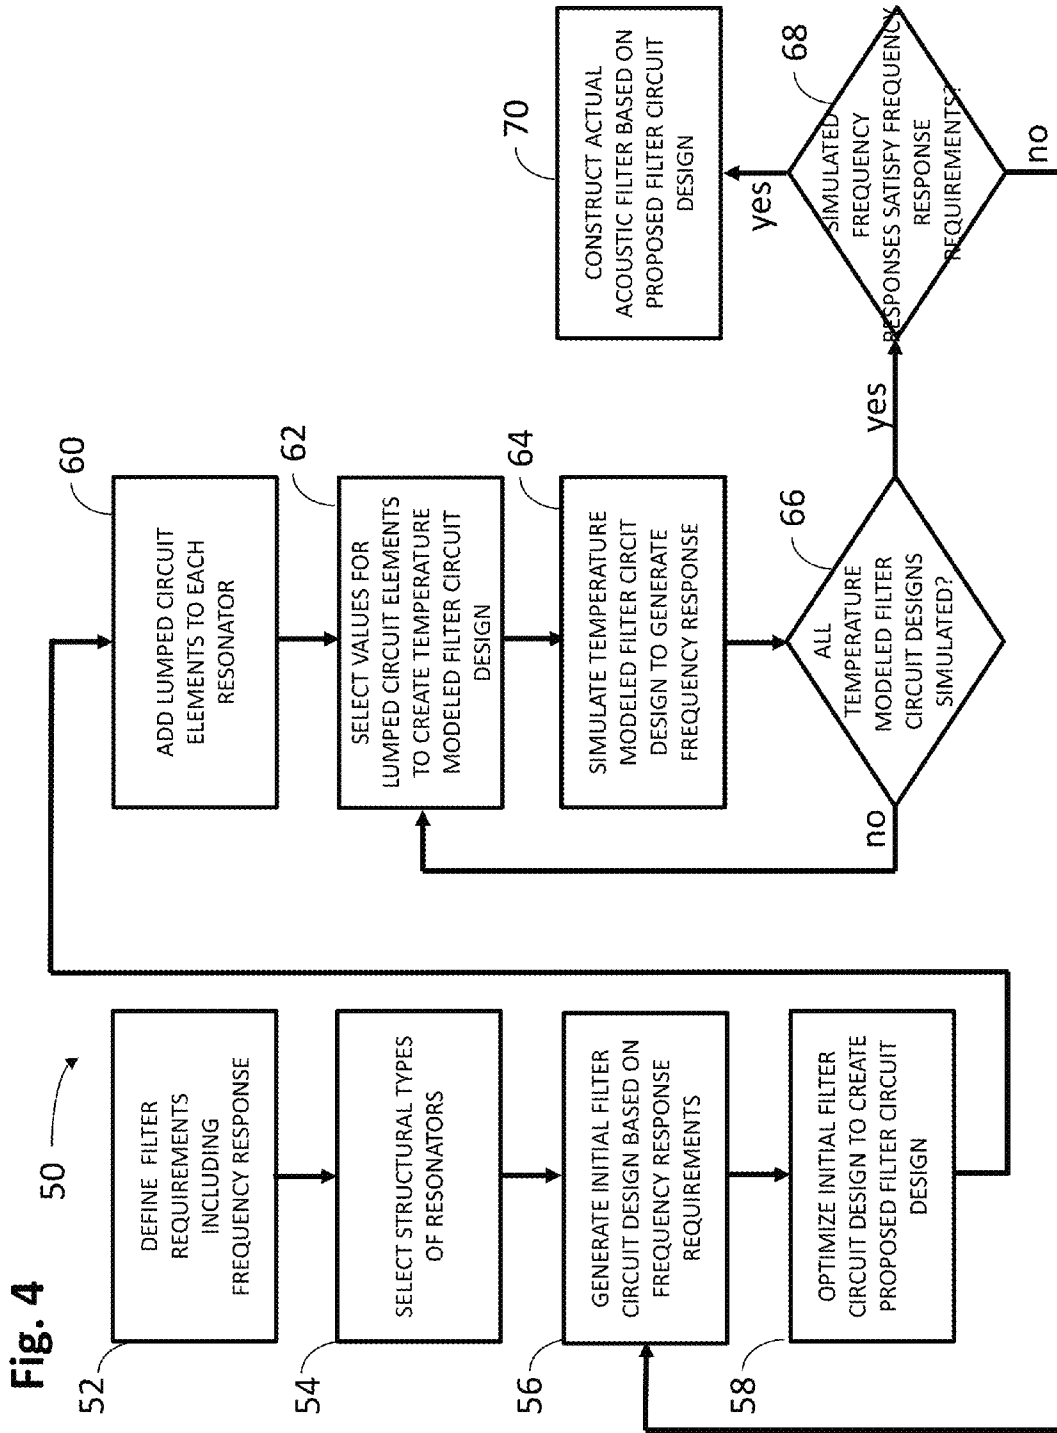 Fig. 4
50
52
DEFINE FILTER
REQUIREMENTS
INCLUDING
FREQUENCY RESPONSE
54
SELECT STRUCTURAL TYPES
OF RESONATORS
56
GENERATE INITIAL FILTER
CIRCUIT DESIGN BASED ON
FREQUENCY RESPONSE
REQUIREMENTS
58
OPTIMIZE INITIAL FILTER
CIRCUIT DESIGN TO CREATE
PROPOSED FILTER CIRCUIT
DESIGN
60
ADD LUMPED CIRCUIT
ELEMENTS TO EACH
RESONATOR
62
SELECT VALUES FOR
LUMPED CIRCUIT ELEMENTS
TO CREATE TEMPERATURE
MODELED FILTER CIRCUIT
DESIGN
64
SIMULATE TEMPERATURE
MODELED FILTER CIRCIT
DESIGN TO GENERATE
FREQUENCY RESPONSE
66
ALL
TEMPERATURE
MODELED FILTER
CIRCUIT DESIGNS
SIMULATED?
no
yes
68
SIMULATED
FREQUENCY
RESPONSES SATISFY FREQUENCY
RESPONSE
REQUIREMENTS?
yes
no
70
CONSTRUCT ACTUAL
ACOUSTIC FILTER BASED ON
PROPOSED FILTER CIRCUIT
DESIGN